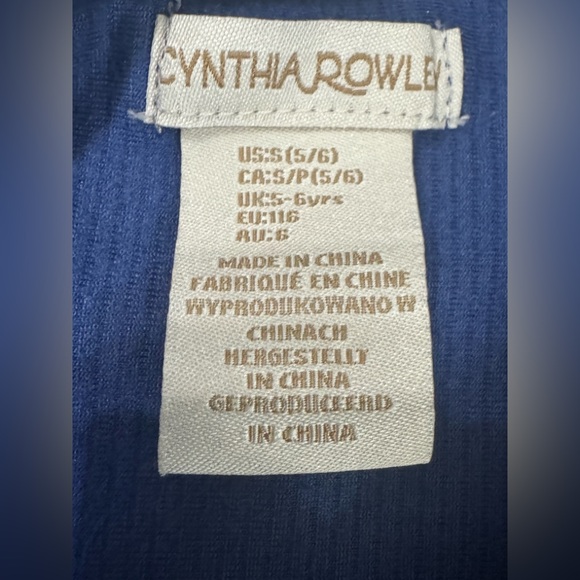 CYNTHIA ROWLEY
US:S(5/6)
CA:S/P(5/6)
UK:5-6yrs
EU:116
AU:6
MADE IN CHINA
FABRIQUÉ EN CHINE
WYPRODUKOWANO W
CHINACH
HERGESTELLT
IN CHINA
GEPRODUCEERD
IN CHINA